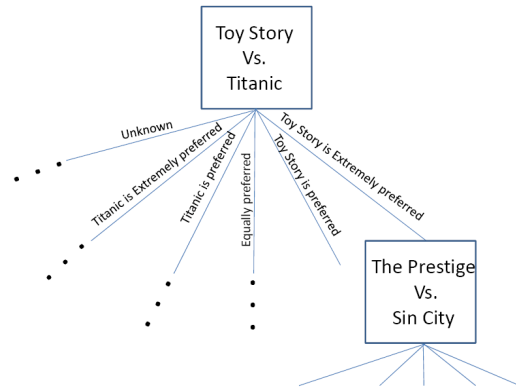 Toy Story
Vs.
Titanic
Unknown
Titanic is Extremely preferred
Titanic is preferred
Equally preferred
Toy Story is preferred
Toy Story is Extremely preferred
The Prestige
Vs.
Sin City